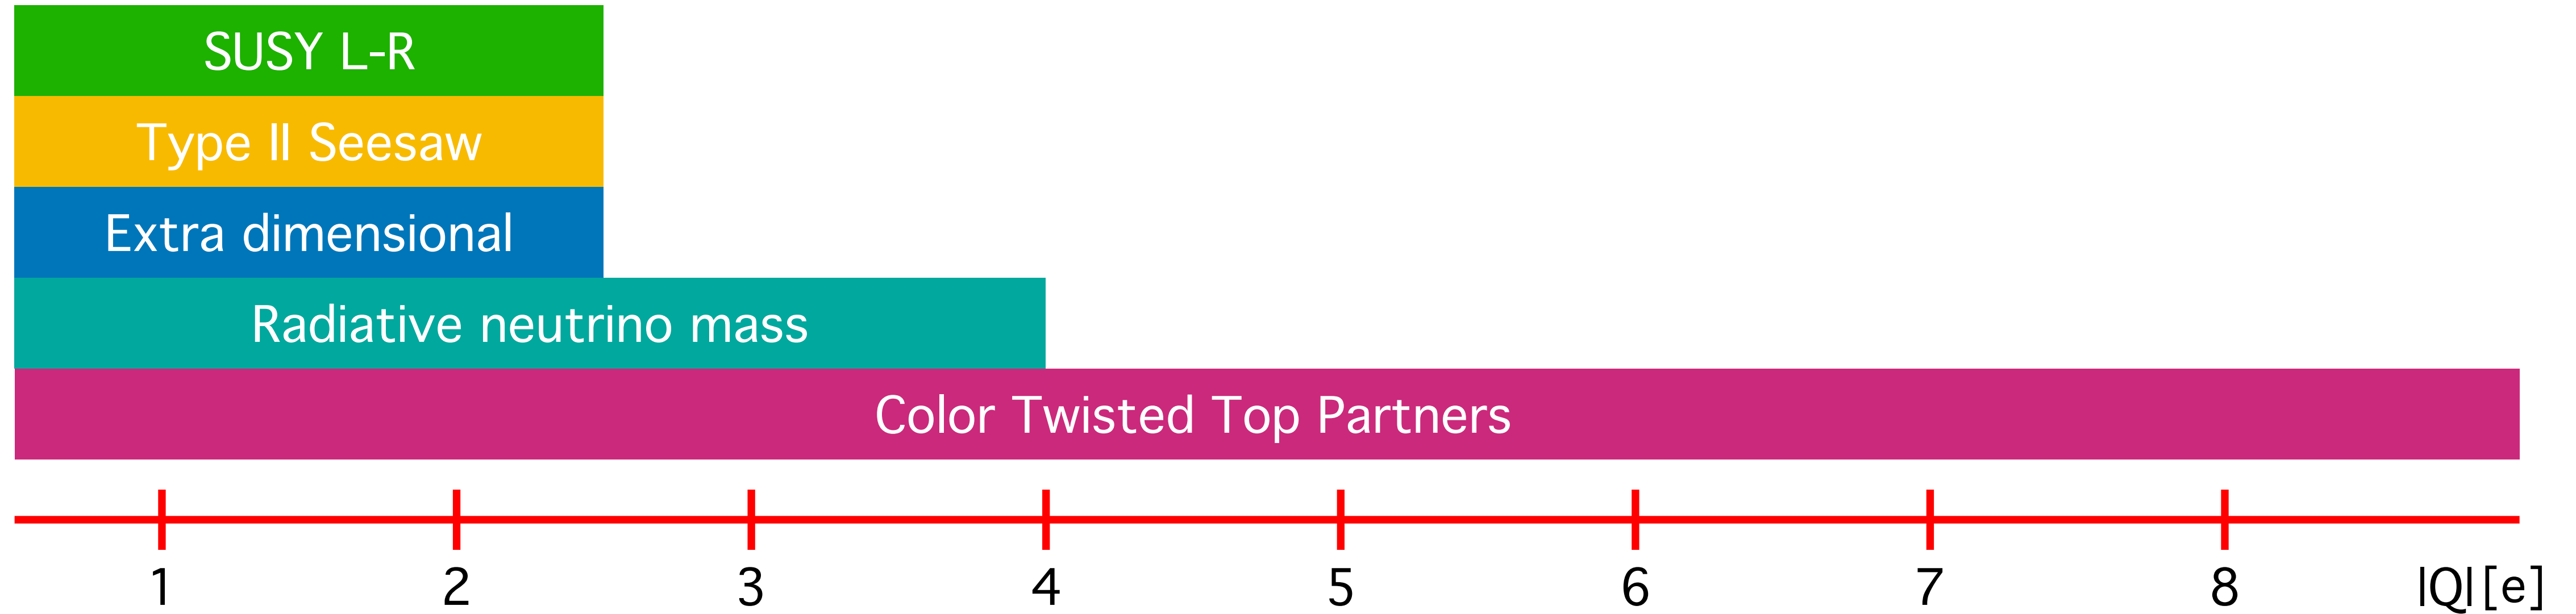 SUSY L-R
Type II Seesaw
Extra dimensional
Radiative neutrino mass
Color Twisted Top Partners
1 2 3 4 5 6 7 8 |Q| [e]